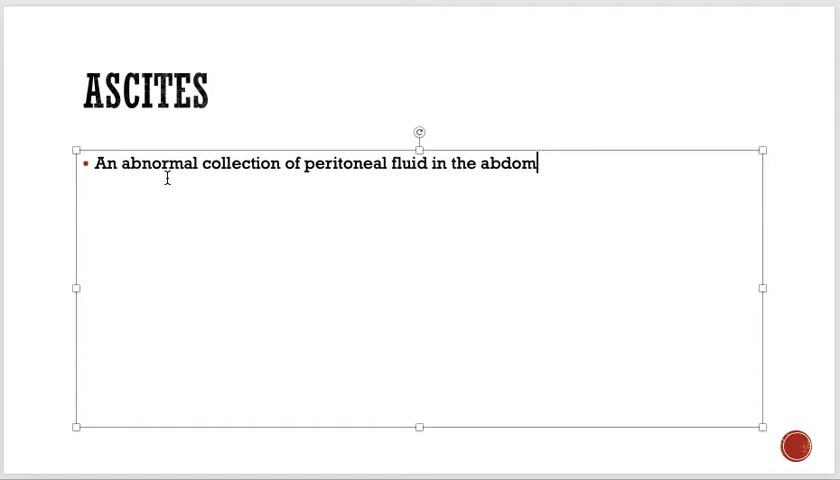 ASCITES
An abnormal collection of peritoneal fluid in the abdom